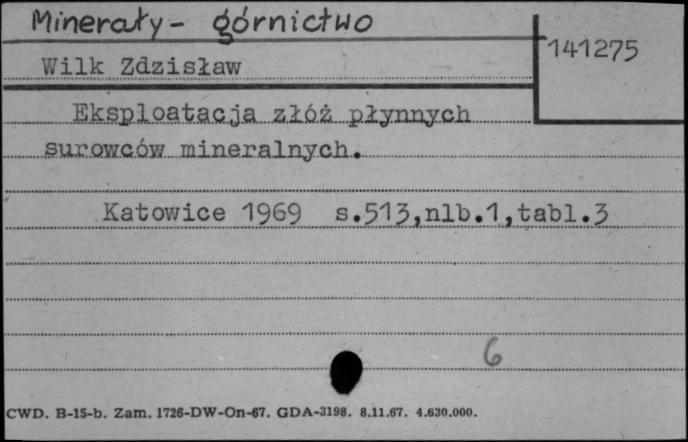 Minerały - górnictwo
141275
Wilk Zdzisław
Eksploatacja złóż płynnych
surowców mineralnych.
Katowice 1969 s.513,nlb.1,tabl.3
6
CWD. B-15-b. Zam. 1726-DW-On-67. GDA-3198. 8.11.67. 4.630.000.